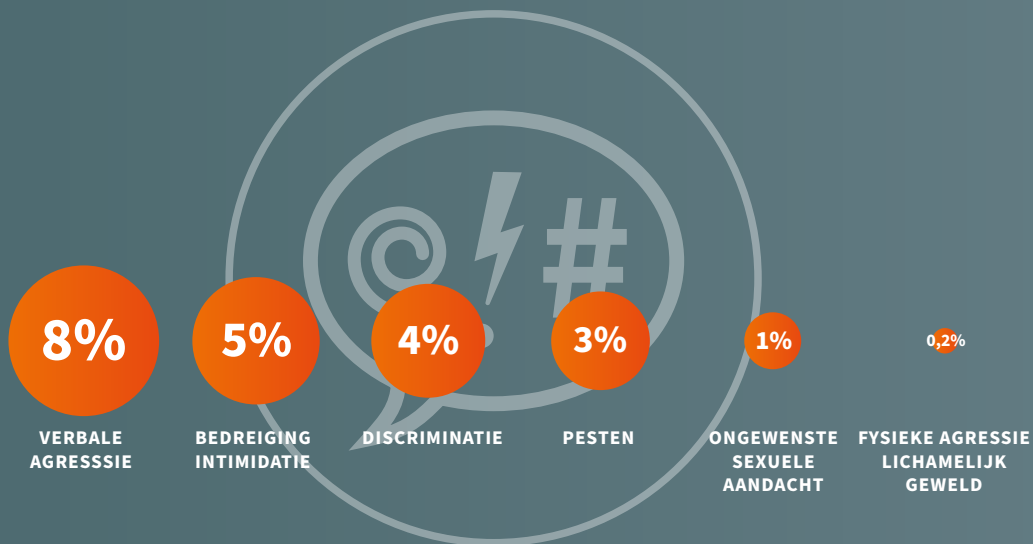 8%
5%
4%
3%
1%
0,2%
VERBALE
AGRESSSIE
BEDREIGING
INTIMIDATIE
DISCRIMINATIE
PESTEN
ONGEWENSTE
SEXUELE
AANDACHT
FYSIEKE AGRESSIE
LICHAMELIJK
GEWELD